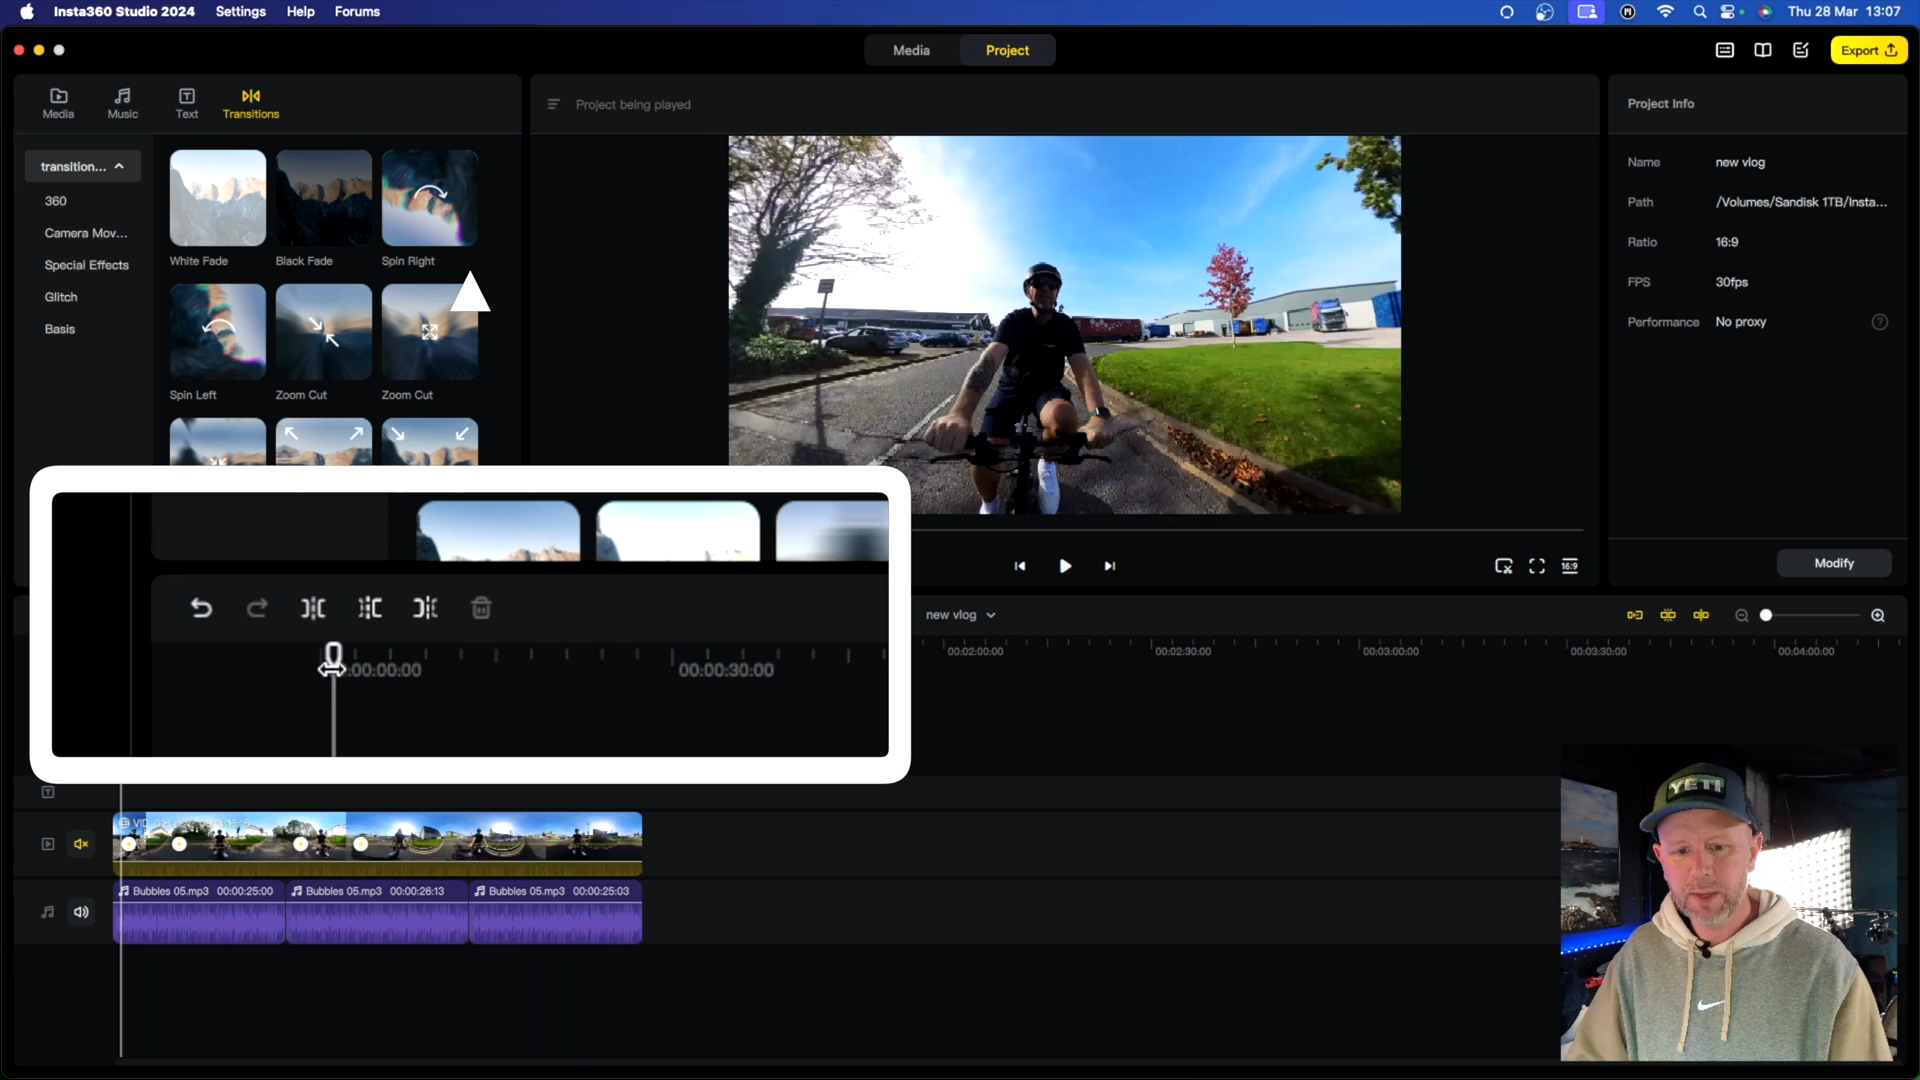 Insta360 Studio 2024 Settings Help Forums
Thu 28 Mar 13:07
Media Project
Export
Media Music Text Transitions
Project being played
Project Info
transition...
360
Camera Mov...
Special Effects
Glitch
Basis
White Fade Black Fade Spin Right
Spin Left Zoom Cut Zoom Cut
Name new vlog
Path /Volumes/Sandisk 1TB/Insta...
Ratio 16:9
FPS 30fps
Performance No proxy
Modify
16:9
new vlog
:00:00:00 00:00:30:00
00:02:00:00 00:02:30:00 00:03:00:00 00:03:30:00 00:04:00:00
Bubbles 05.mp3 00:00:25:00 Bubbles 05.mp3 00:00:26:13 Bubbles 05.mp3 00:00:25:03
YETI